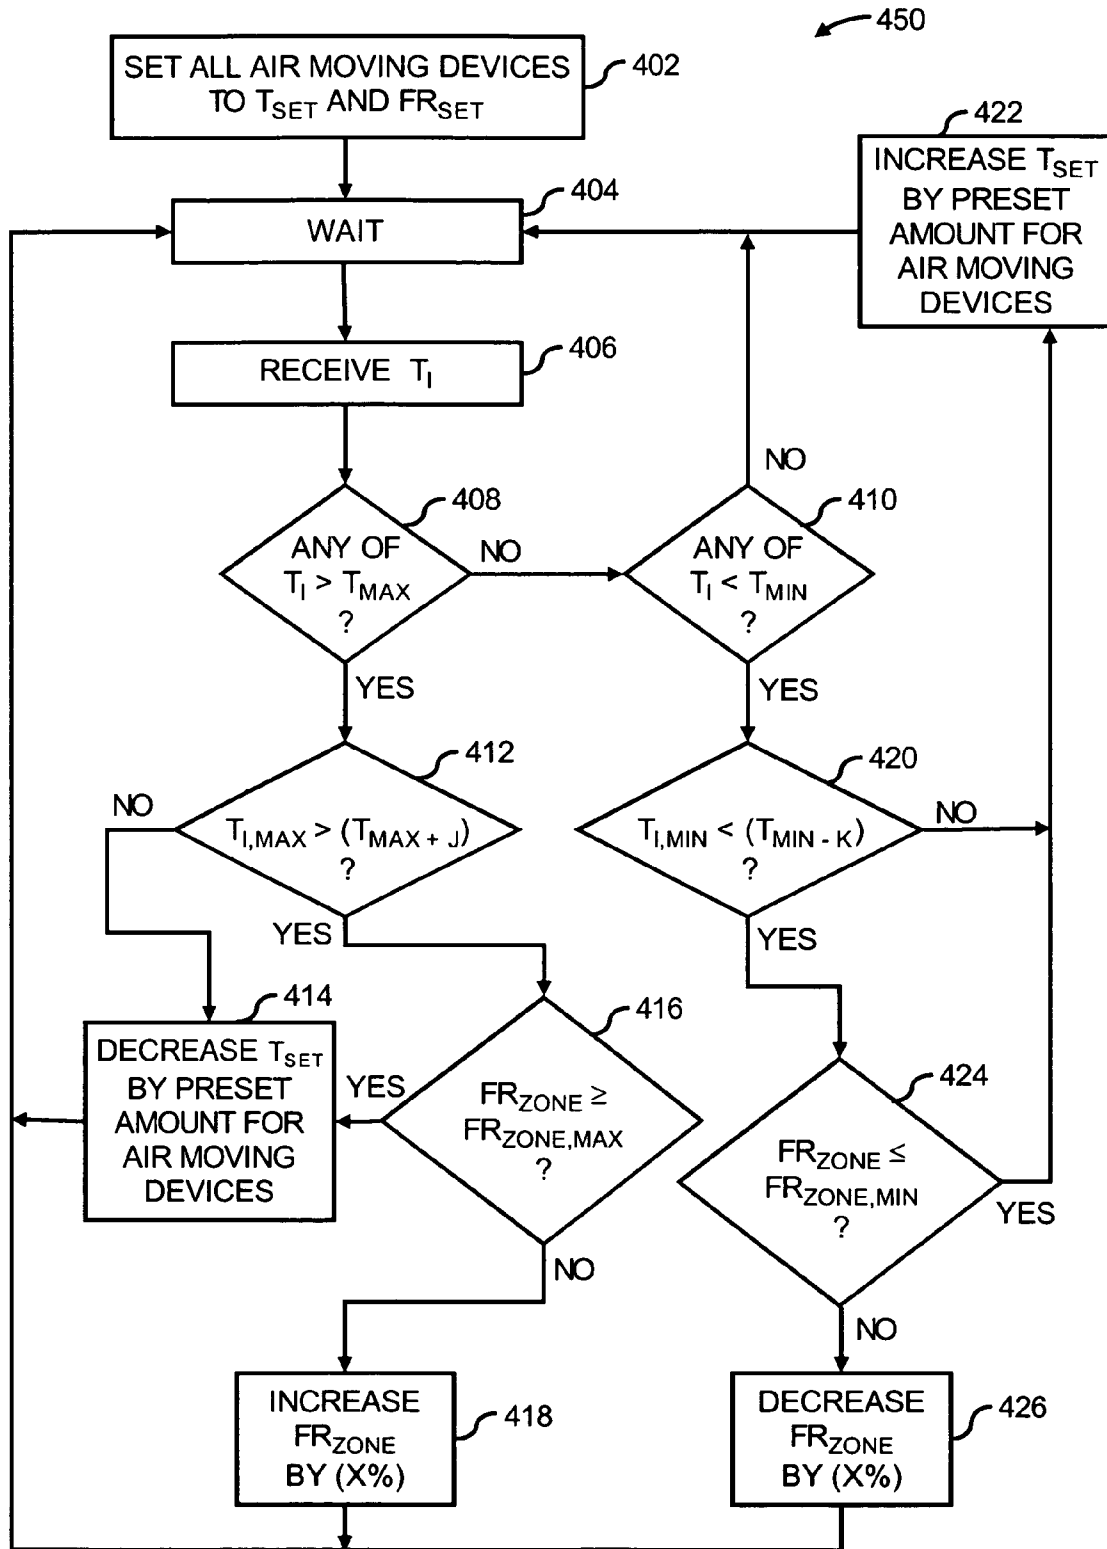 450
SET ALL AIR MOVING DEVICES
TO TSET AND FRSET
402
422
INCREASE TSET
BY PRESET
AMOUNT FOR
AIR MOVING
DEVICES
WAIT
404
RECEIVE TI
406
408
ANY OF
TI > TMAX
?
NO
YES
NO
410
ANY OF
TI < TMIN
?
YES
412
NO
TI,MAX > (TMAX + J)
?
YES
420
TI,MIN < (TMIN - K)
?
NO
YES
414
DECREASE TSET
BY PRESET
AMOUNT FOR
AIR MOVING
DEVICES
YES
416
FRZONE ≥
FRZONE,MAX
?
NO
424
FRZONE ≤
FRZONE,MIN
?
YES
NO
INCREASE
FRZONE
BY (X%)
418
DECREASE
FRZONE
BY (X%)
426